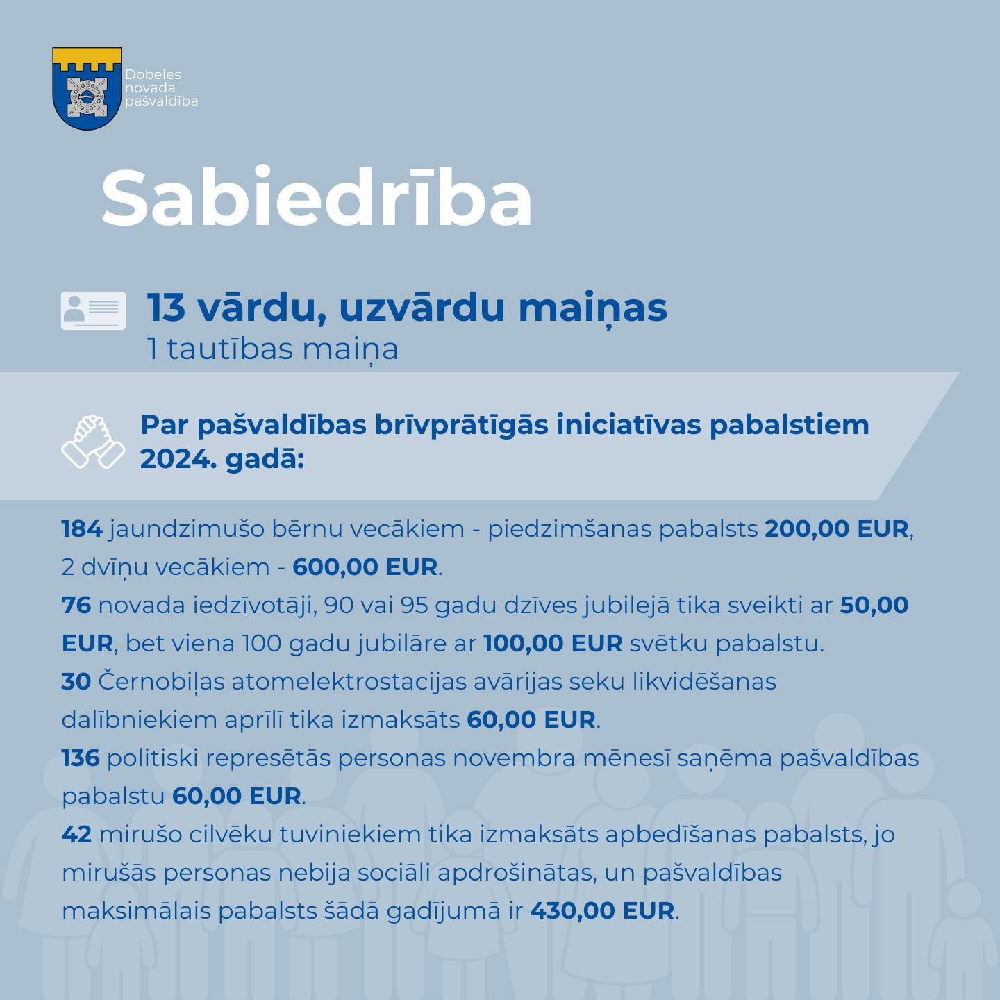 Dobeles
novada
pašvaldība
Sabiedrība
13 vārdu, uzvārdu maiņas
1 tautības maiņa
Par pašvaldības brīvprātīgās iniciatīvas pabalstiem
2024. gadā:
184 jaundzimušo bērnu vecākiem - piedzimšanas pabalsts 200,00 EUR,
2 dvīņu vecākiem - 600,00 EUR.
76 novada iedzīvotāji, 90 vai 95 gadu dzīves jubilejā tika sveikti ar 50,00
EUR, bet viena 100 gadu jubilāre ar 100,00 EUR svētku pabalstu.
30 Černobiļas atomelektrostacijas avārijas seku likvidēšanas
dalībniekiem aprīlī tika izmaksāts 60,00 EUR.
136 politiski represētās personas novembra mēnesī saņēma pašvaldības
pabalstu 60,00 EUR.
42 mirušo cilvēku tuviniekiem tika izmaksāts apbedīšanas pabalsts, jo
mirušās personas nebija sociāli apdrošinātas, un pašvaldības
maksimālais pabalsts šādā gadījumā ir 430,00 EUR.